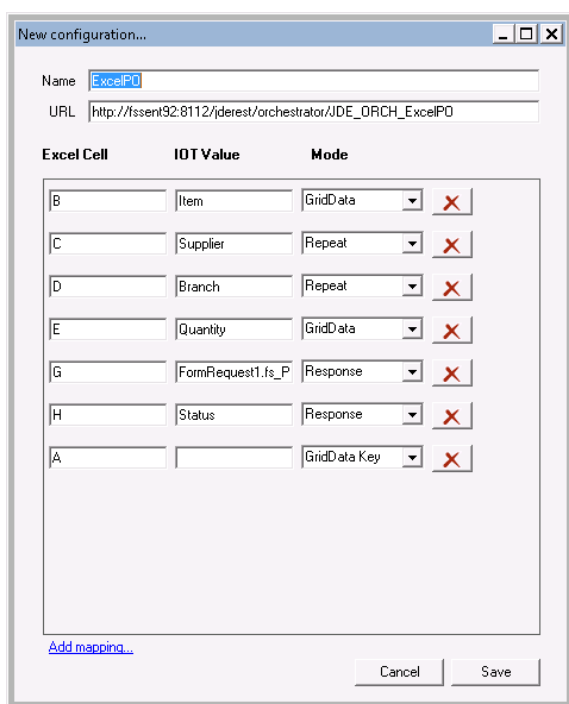 New configuration...
Name ExcelPO
URL http://fssent92:8112/jderest/orchestrator/JDE_ORCH_ExcelPO
Excel Cell IOT Value Mode
B Item GridData
C Supplier Repeat
D Branch Repeat
E Quantity GridData
G FormRequest1.fs_P Response
H Status Response
A GridData Key
Add mapping...
Cancel Save